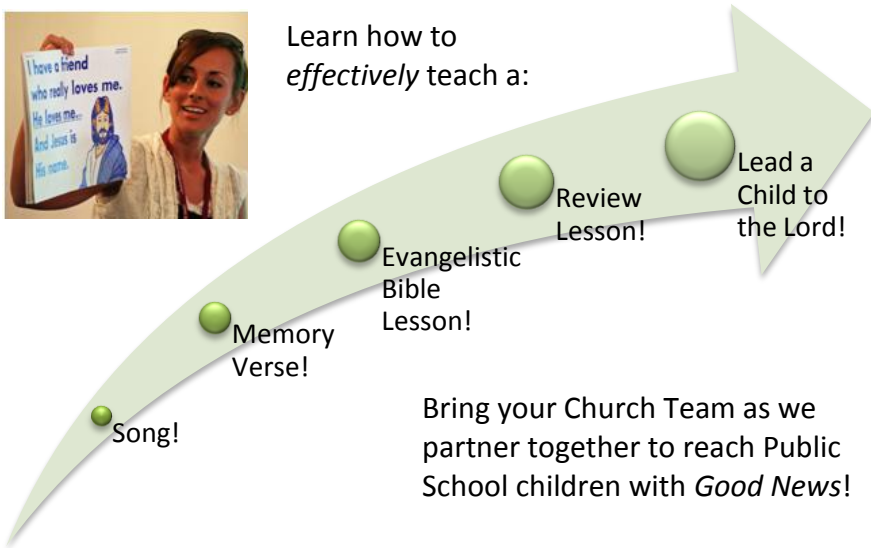 I have a friend
who really loves me.
He loves me...
And Jesus is
His name.
Learn how to
effectively teach a:
Song!
Memory
Verse!
Evangelistic
Bible
Lesson!
Review
Lesson!
Lead a
Child to
the Lord!
Bring your Church Team as we
partner together to reach Public
School children with Good News!